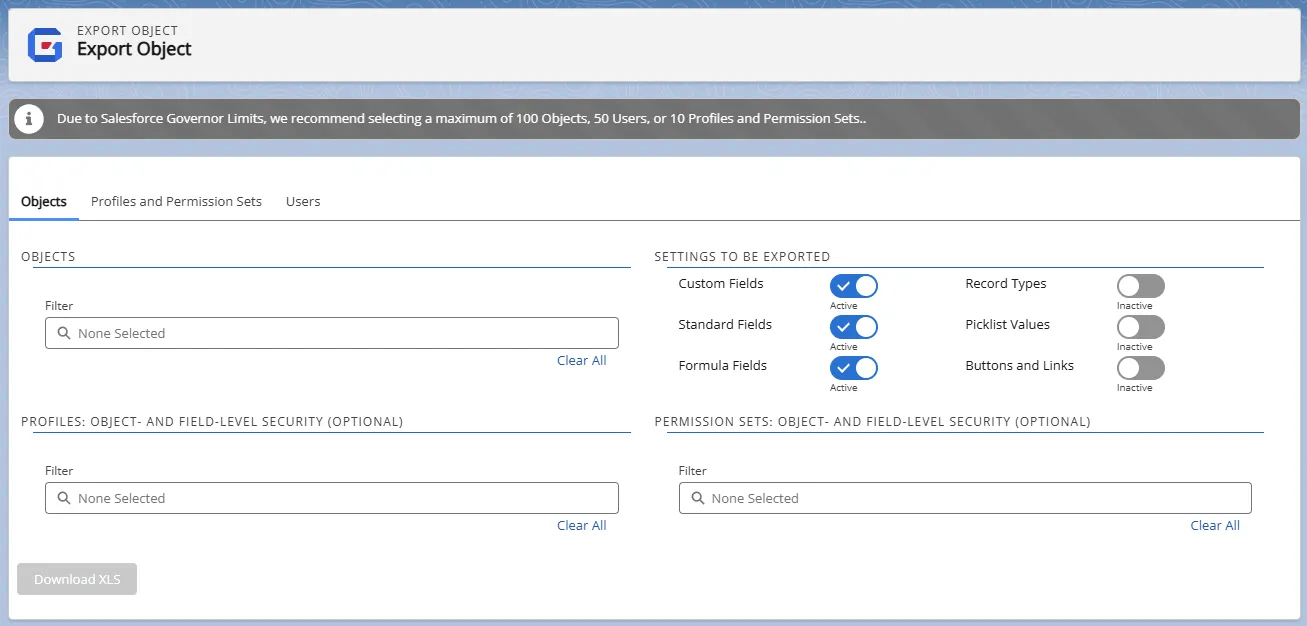 EXPORT OBJECT
Export Object
Due to Salesforce Governor Limits, we recommend selecting a maximum of 100 Objects, 50 Users, or 10 Profiles and Permission Sets..
Objects Profiles and Permission Sets Users
OBJECTS
Filter
None Selected
Clear All
SETTINGS TO BE EXPORTED
Custom Fields Active Record Types Inactive
Standard Fields Active Picklist Values Inactive
Formula Fields Active Buttons and Links Inactive
PROFILES: OBJECT- AND FIELD-LEVEL SECURITY (OPTIONAL)
Filter
None Selected
Clear All
PERMISSION SETS: OBJECT- AND FIELD-LEVEL SECURITY (OPTIONAL)
Filter
None Selected
Clear All
Download XLS